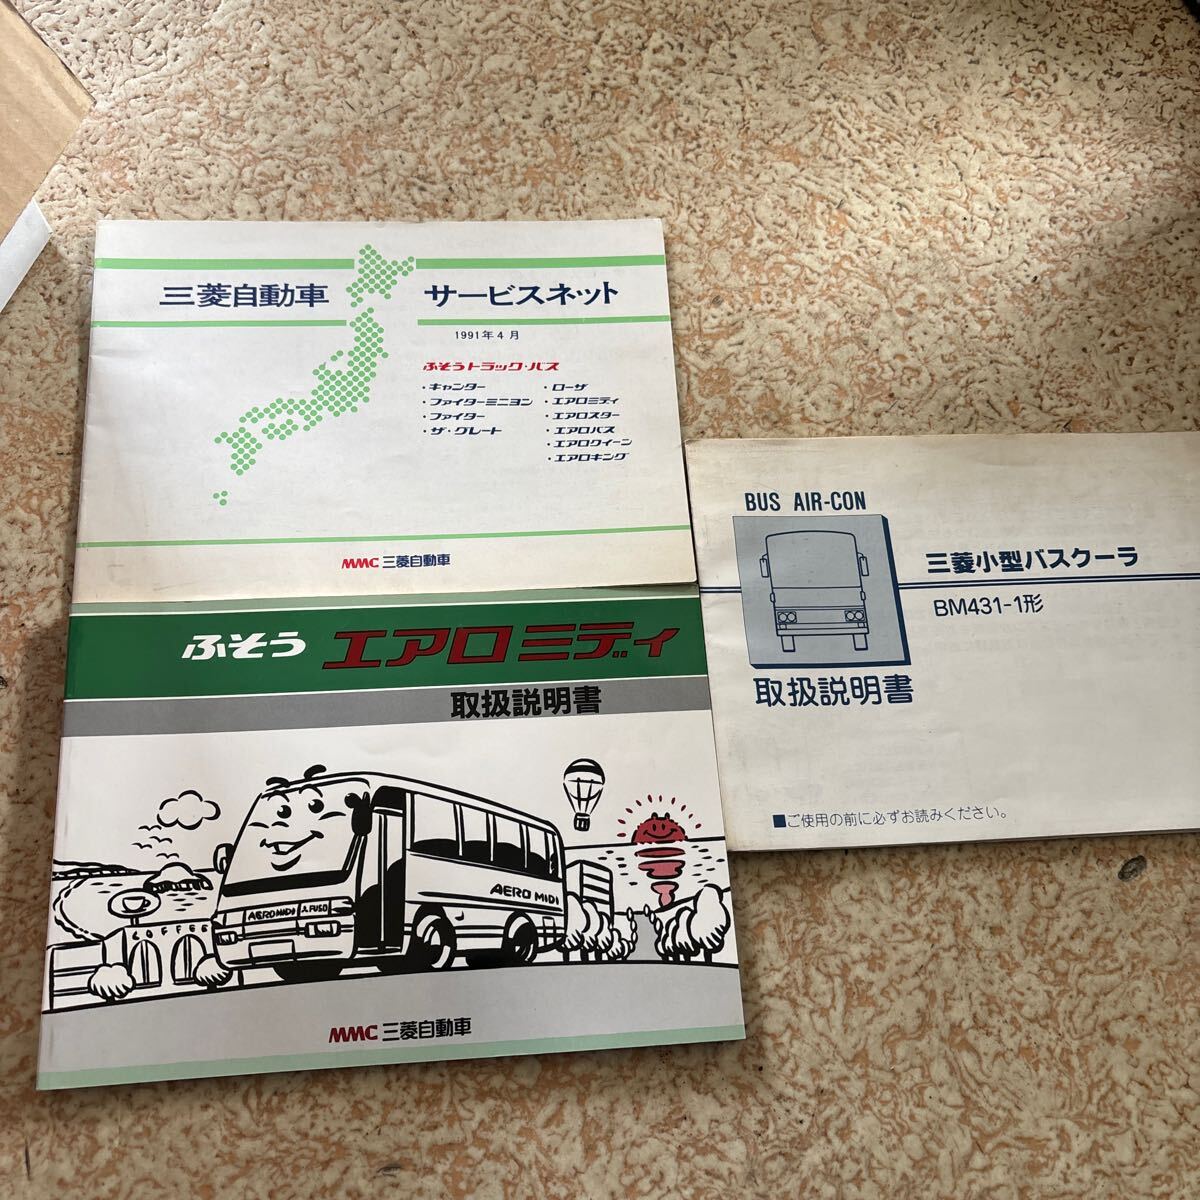 三菱自動車 サービスネット
1991年4月
ふそうトラック・バス
・キャンター ・ローザ
・ファイターミニヨン ・エアロミディ
・ファイター ・エアロスター
・ザ・グレート ・エアロバス
・エアロクィーン
・エアロキング
MMC 三菱自動車
ふそう エアロミディ
取扱説明書
AERO MIDI
AERO MIDI FUSO
COFFEE
MMC 三菱自動車
BUS AIR-CON
三菱小型バスクーラ
BM431-1形
取扱説明書
■ご使用の前に必ずお読みください。